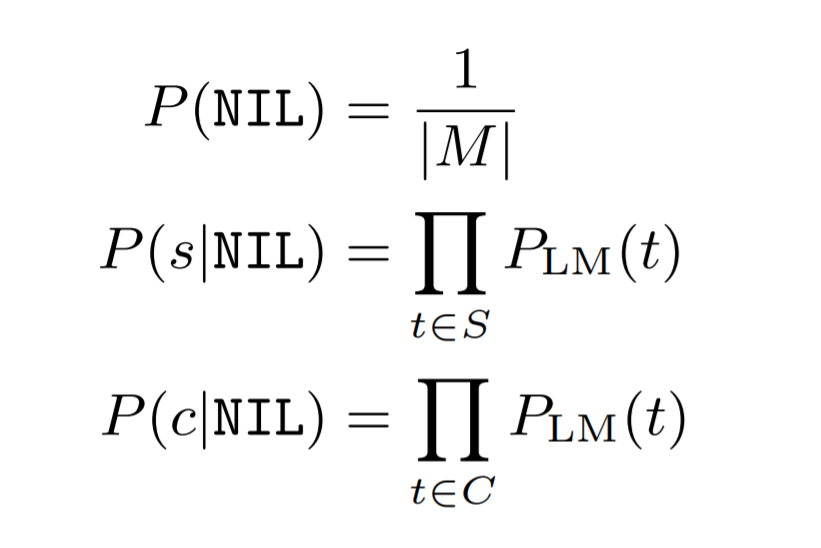 P(NIL) = 1/|M|
P(s|NIL) = ∏_{t∈S} P_LM(t)
P(c|NIL) = ∏_{t∈C} P_LM(t)